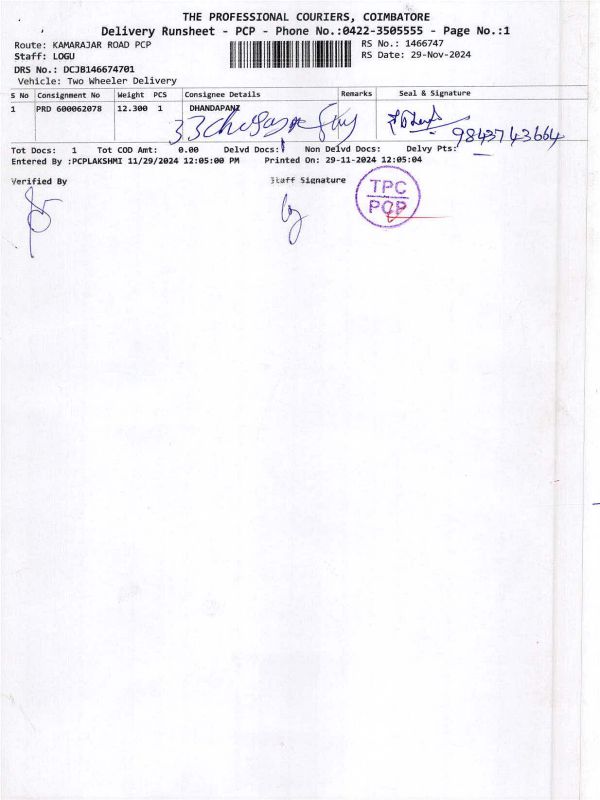 THE PROFESSIONAL COURIERS, COIMBATORE
Delivery Runsheet - PCP - Phone No.:0422-3505555 - Page No.:1
Route: KAMARAJAR ROAD PCP
RS No.: 1466747
Staff: LOGU
RS Date: 29-Nov-2024
DRS No.: DCJB146674701
Vehicle: Two Wheeler Delivery
S No Consignment No Weight PCS Consignee Details Remarks Seal & Signature
1 PRD 600062078 12.300 1 DHANDAPANI
33
9843743664
Tot Docs: 1 Tot COD Amt: 0.00 Delvd Docs: 1 Non Delvd Docs: Delvy Pts:
Entered By :PCPLAKSHMI 11/29/2024 12:05:00 PM Printed On: 29-11-2024 12:05:04
Verified By Staff Signature
TPC
PCP